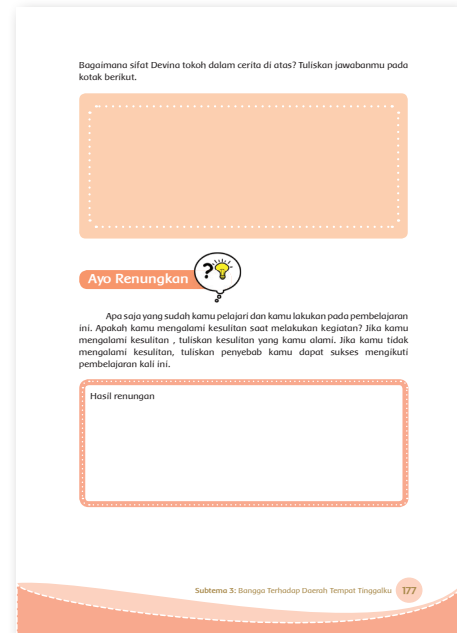 Bagaimana sifat Devina tokoh dalam cerita di atas? Tuliskan jawabanmu pada
kotak berikut.
Ayo Renungkan
?
Apa saja yang sudah kamu pelajari dan kamu lakukan pada pembelajaran
ini. Apakah kamu mengalami kesulitan saat melakukan kegiatan? Jika kamu
mengalami kesulitan , tuliskan kesulitan yang kamu alami. Jika kamu tidak
mengalami kesulitan, tuliskan penyebab kamu dapat sukses mengikuti
pembelajaran kali ini.
Hasil renungan
Subtema 3: Bangga Terhadap Daerah Tempat Tinggalku 177